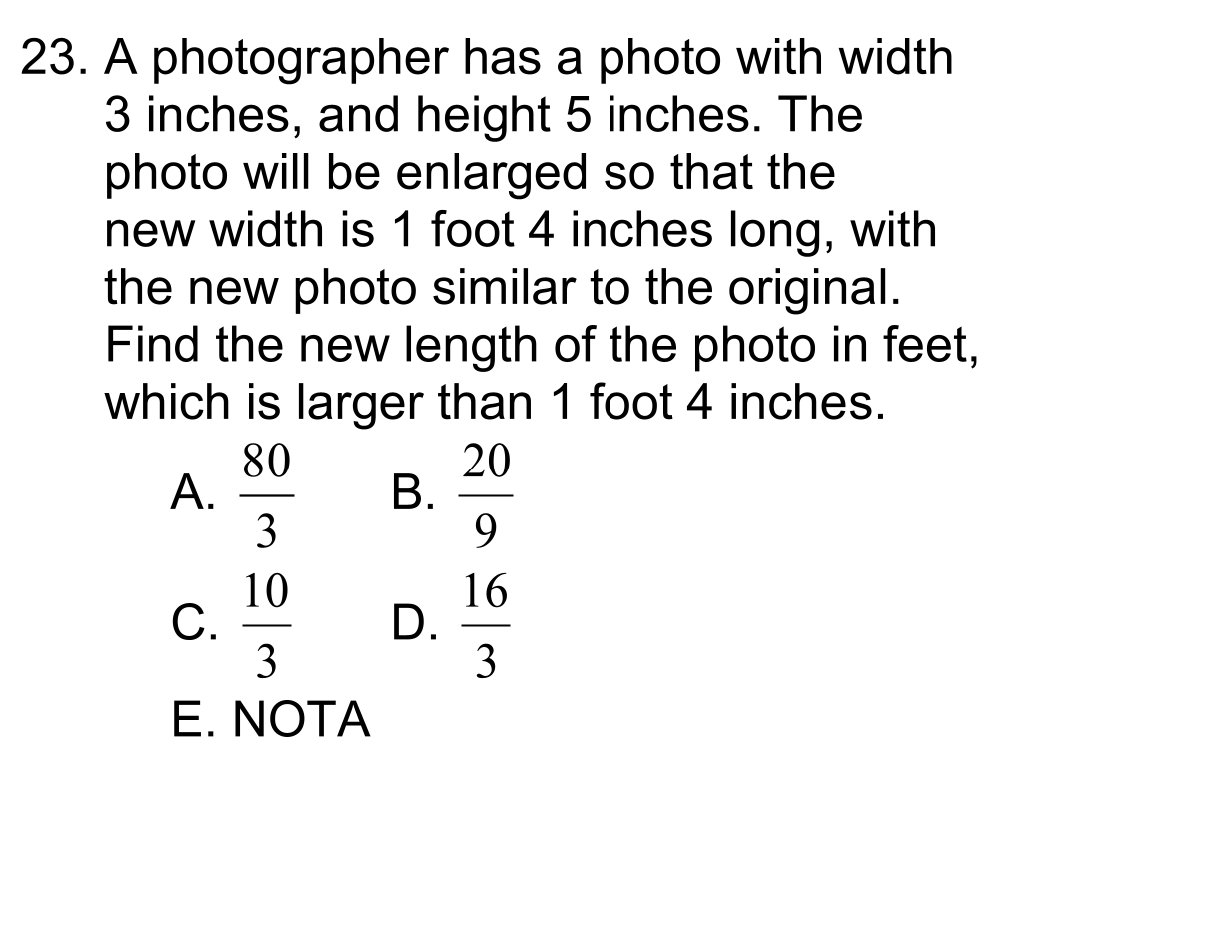 23. A photographer has a photo with width
3 inches, and height 5 inches. The
photo will be enlarged so that the
new width is 1 foot 4 inches long, with
the new photo similar to the original.
Find the new length of the photo in feet,
which is larger than 1 foot 4 inches.
A. 80/3 B. 20/9
C. 10/3 D. 16/3
E. NOTA